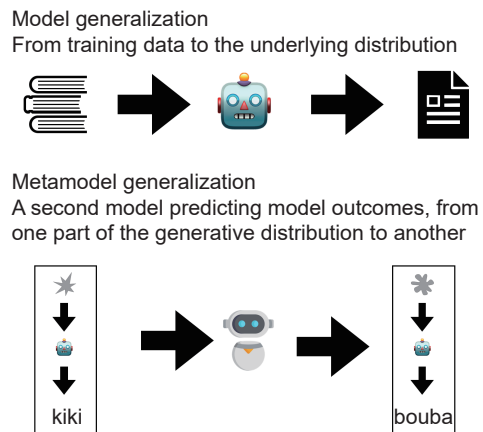 Model generalization
From training data to the underlying distribution
Metamodel generalization
A second model predicting model outcomes, from
one part of the generative distribution to another
kiki
bouba